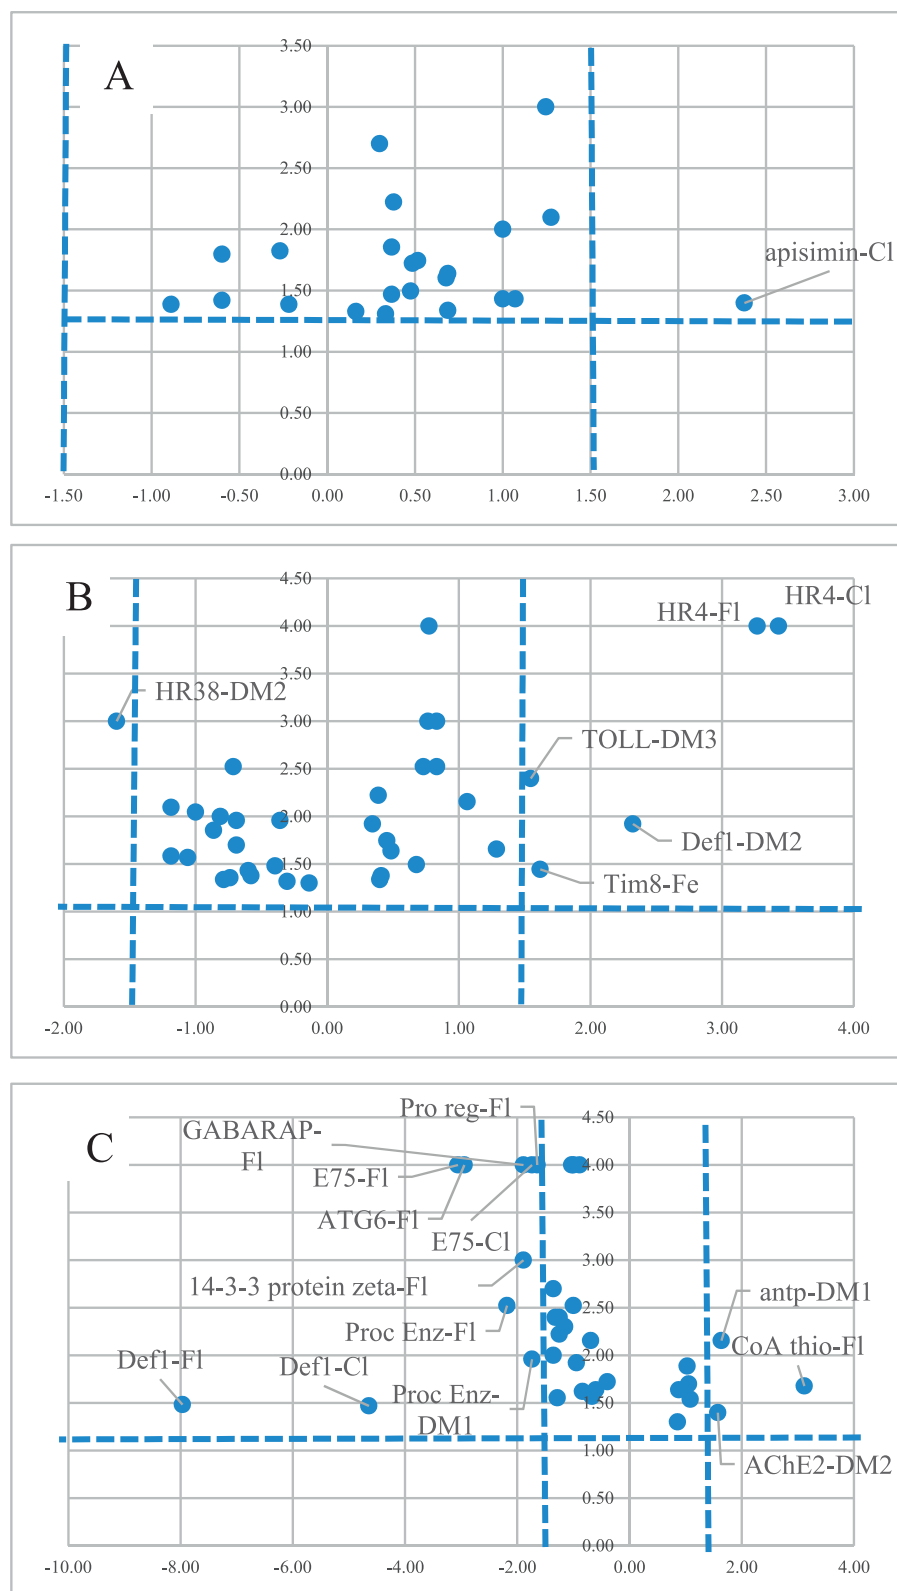 A
3.50
3.00
2.50
2.00
apisimin-Cl
1.50
1.00
0.50
0.00
-1.50 -1.00 -0.50 0.00 0.50 1.00 1.50 2.00 2.50 3.00
B
4.50
HR4-Fl HR4-Cl
4.00
3.50
HR38-DM2
3.00
TOLL-DM3
2.50
2.00
Def1-DM2
1.50
Tim8-Fe
1.00
0.50
0.00
-2.00 -1.00 0.00 1.00 2.00 3.00 4.00
C
Pro reg-Fl
4.50
GABARAP-
Fl
4.00
E75-Fl
ATG6-Fl
3.50
E75-Cl
3.00
14-3-3 protein zeta-Fl
antp-DM1
2.50
Proc Enz-Fl
CoA thio-Fl
Def1-Fl
Def1-Cl
2.00
Proc Enz-
DM1
1.50
AChE2-DM2
1.00
0.50
0.00
-10.00 -8.00 -6.00 -4.00 -2.00 0.00 2.00 4.00